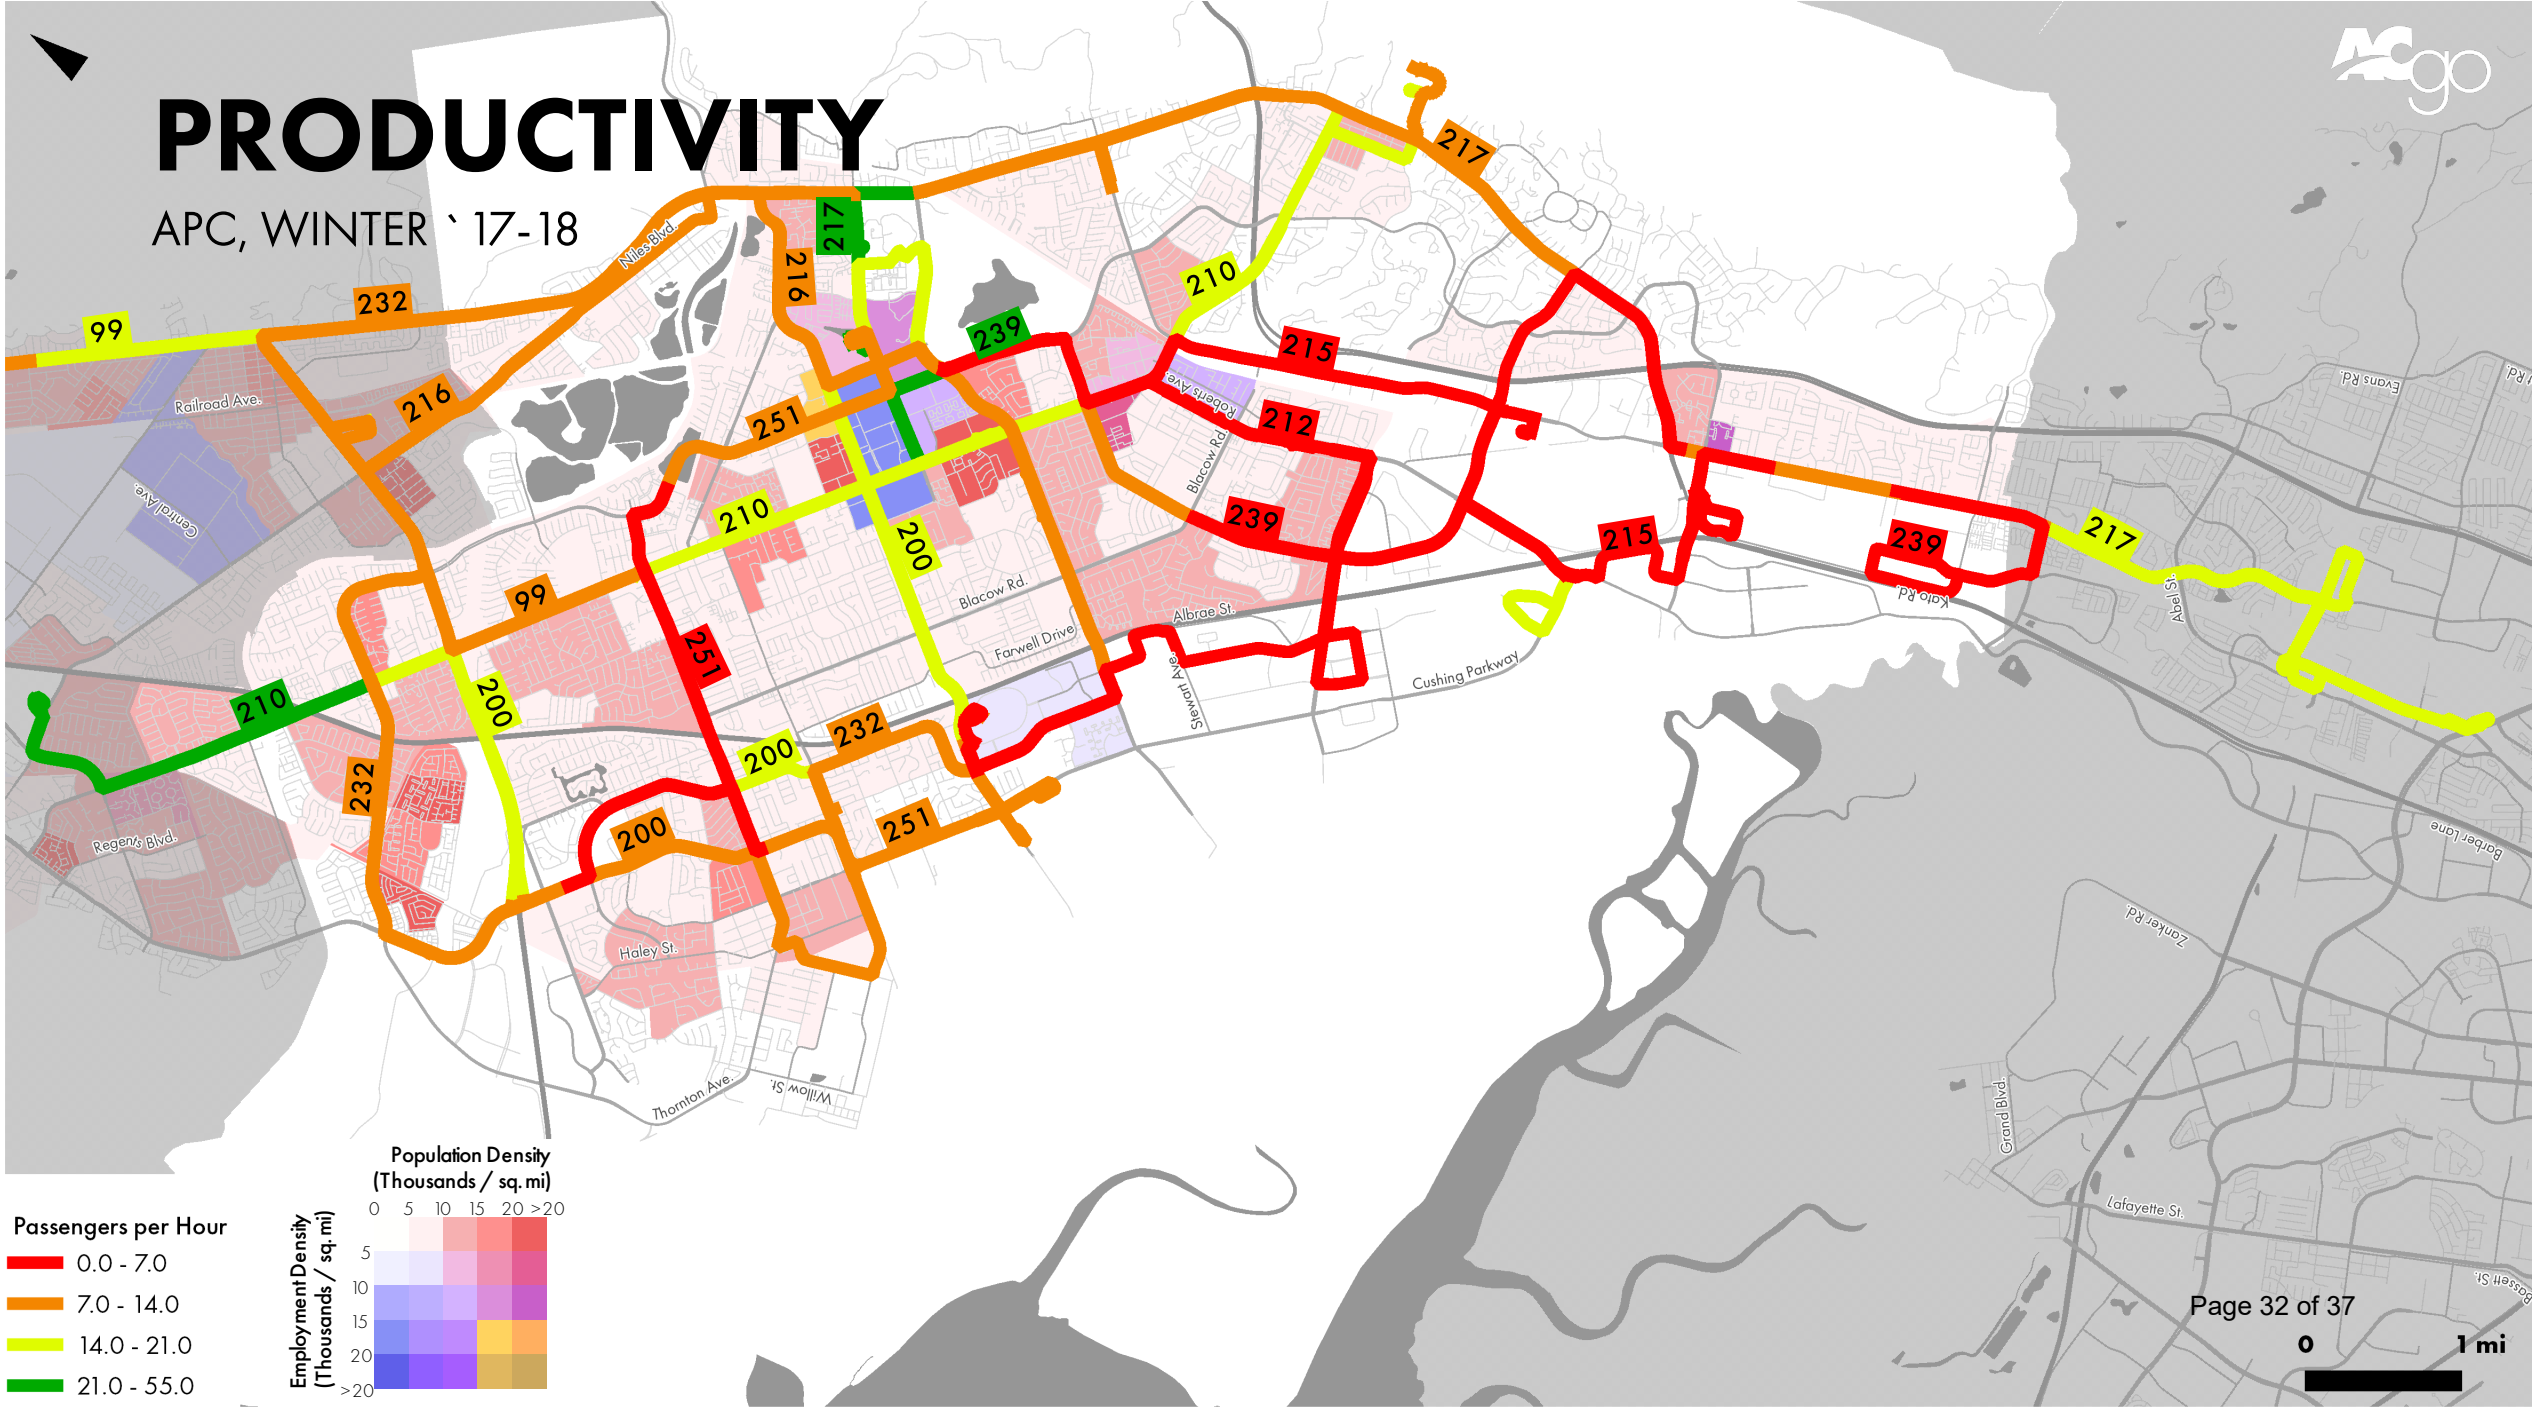 PRODUCTIVITY
APC, WINTER `17-18
ACgo
217
99
232
Niles Blvd.
217
216
210
239
215
216
Railroad Ave.
251
Roberts Ave.
212
Evans Rd.
Central Ave.
210
200
Blacow Rd.
239
215
239
217
99
Blacow Rd.
Albrae St.
Kato Rd
Abel St.
251
Farwell Drive
Stewart Ave.
Cushing Parkway
210
200
232
200
232
200
251
Regents Blvd.
Barber Lane
Haley St.
Zanker Rd.
Thornton Ave.
Willow St.
Grand Blvd.
Lafayette St.
Bassett St.
Population Density
(Thousands / sq.mi)
0 5 10 15 20 >20
Employment Density
(Thousands / sq.mi)
5
10
15
20
>20
Passengers per Hour
0.0 - 7.0
7.0 - 14.0
14.0 - 21.0
21.0 - 55.0
Page 32 of 37
0 1 mi